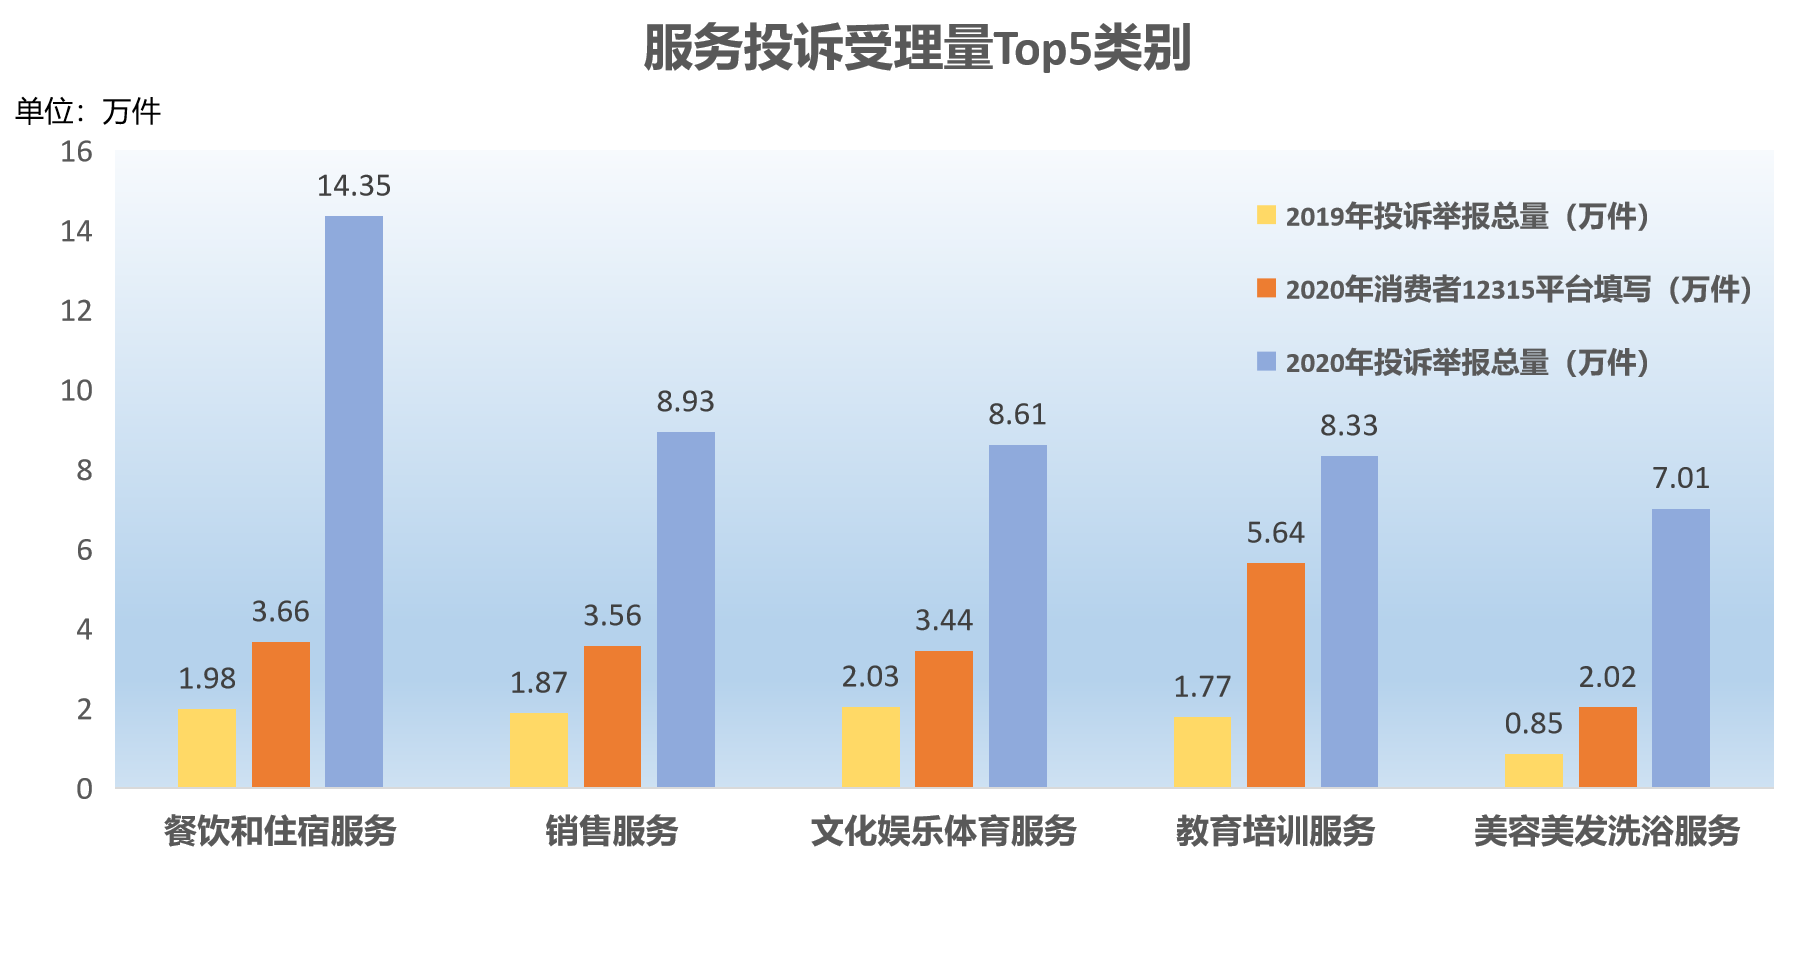 服务投诉受理量Top5类别
单位：万件
16
14
12
10
8
6
4
2
0
2019年投诉举报总量（万件）
2020年消费者12315平台填写（万件）
2020年投诉举报总量（万件）
1.98
3.66
14.35
1.87
3.56
8.93
2.03
3.44
8.61
1.77
5.64
8.33
0.85
2.02
7.01
餐饮和住宿服务
销售服务
文化娱乐体育服务
教育培训服务
美容美发洗浴服务